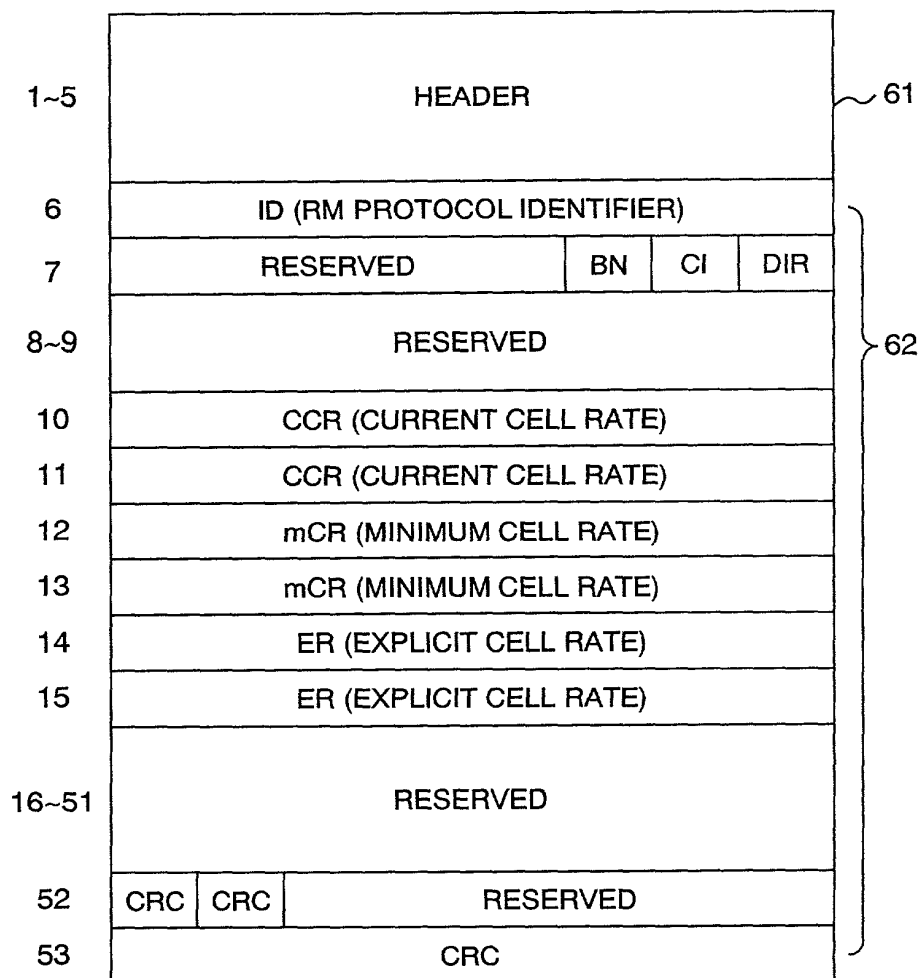 1~5 HEADER 61
6 ID (RM PROTOCOL IDENTIFIER)
7 RESERVED BN CI DIR
8~9 RESERVED 62
10 CCR (CURRENT CELL RATE)
11 CCR (CURRENT CELL RATE)
12 mCR (MINIMUM CELL RATE)
13 mCR (MINIMUM CELL RATE)
14 ER (EXPLICIT CELL RATE)
15 ER (EXPLICIT CELL RATE)
16~51 RESERVED
52 CRC CRC RESERVED
53 CRC